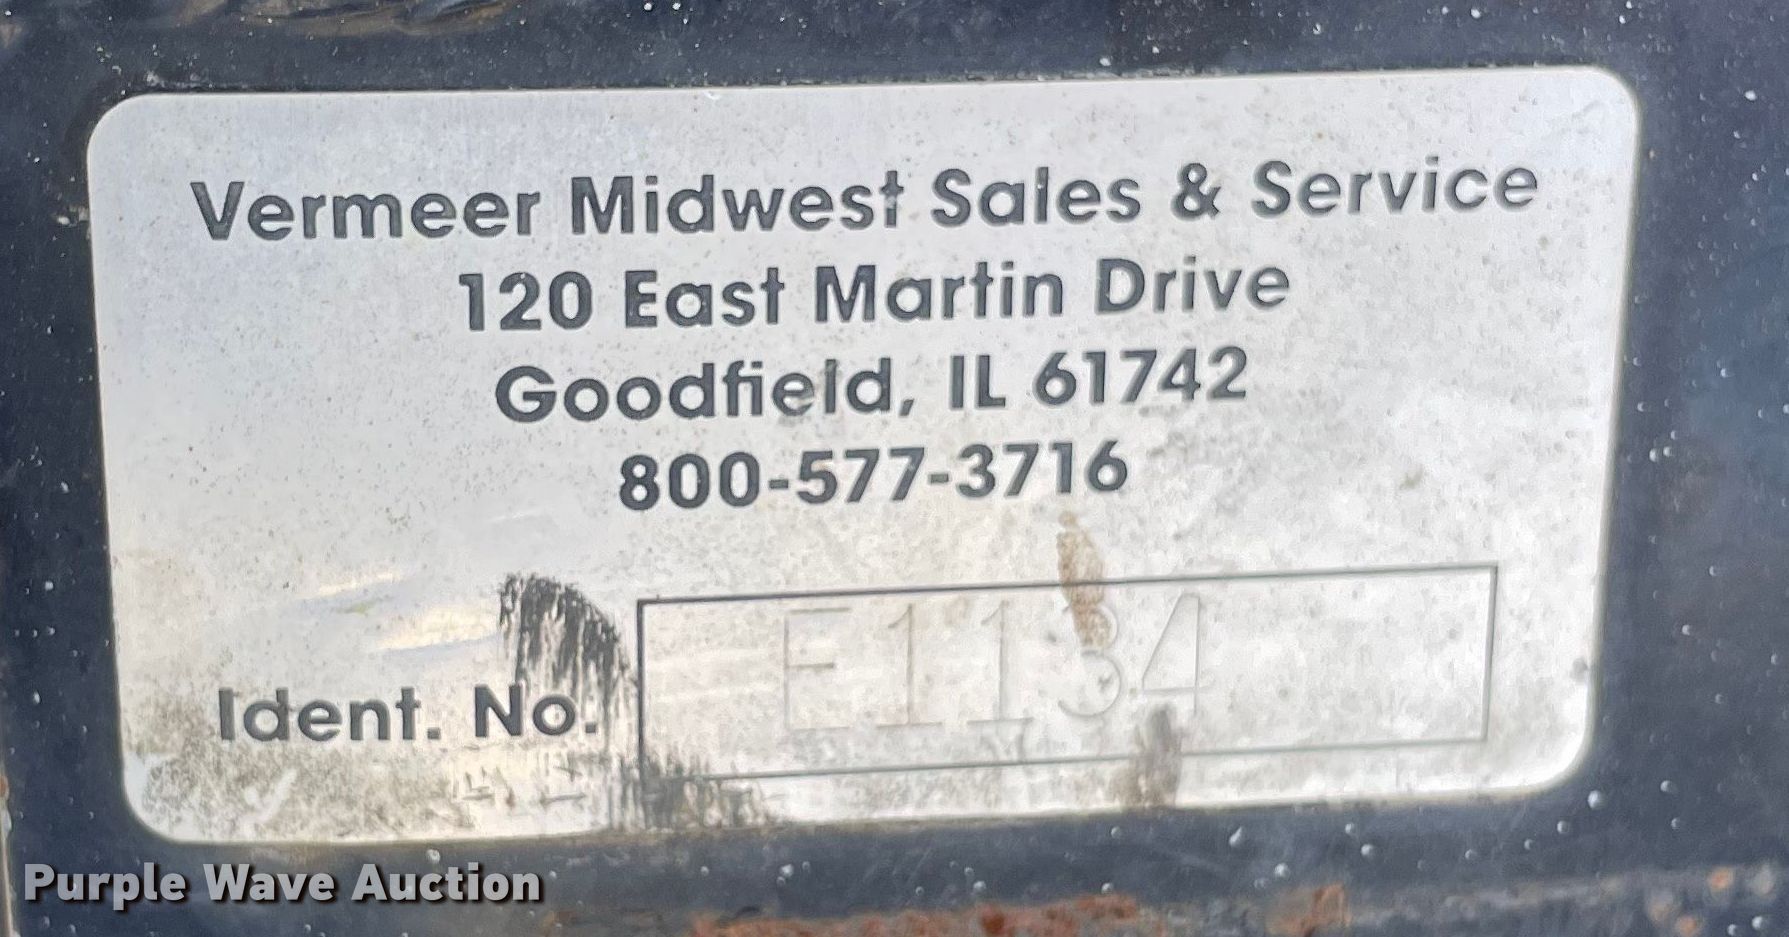 Vermeer Midwest Sales & Service
120 East Martin Drive
Goodfield, IL 61742
800-577-3716
Ident. No. E1134
Purple Wave Auction